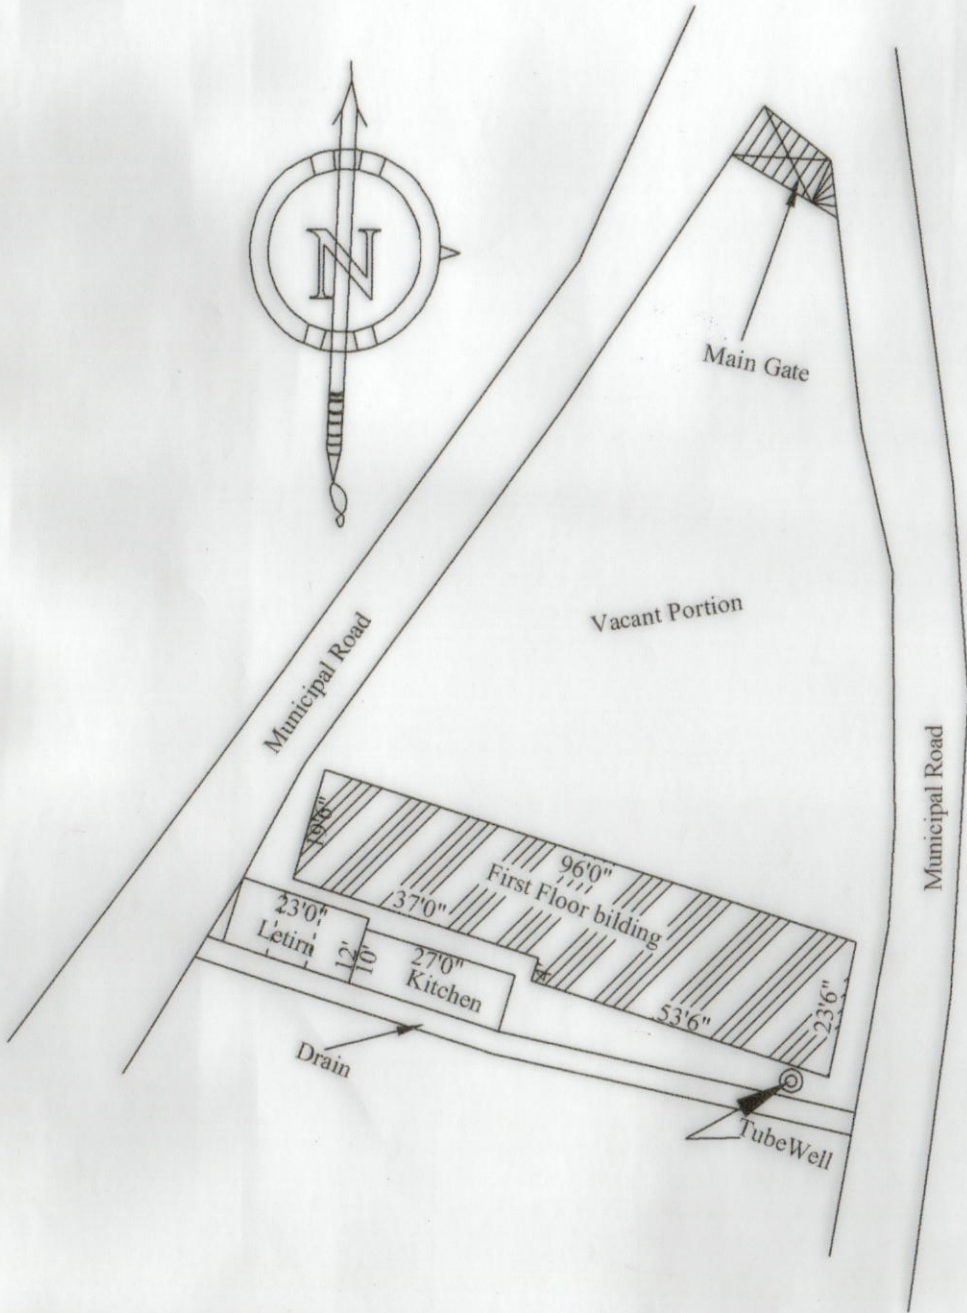 N
Main Gate
Vacant Portion
Municipal Road
Municipal Road
19'6"
96'0"
First Floor bilding
37'0"
23'0"
Letirn
12'
10'
27'0"
Kitchen
53'6"
23'6"
Drain
TubeWell